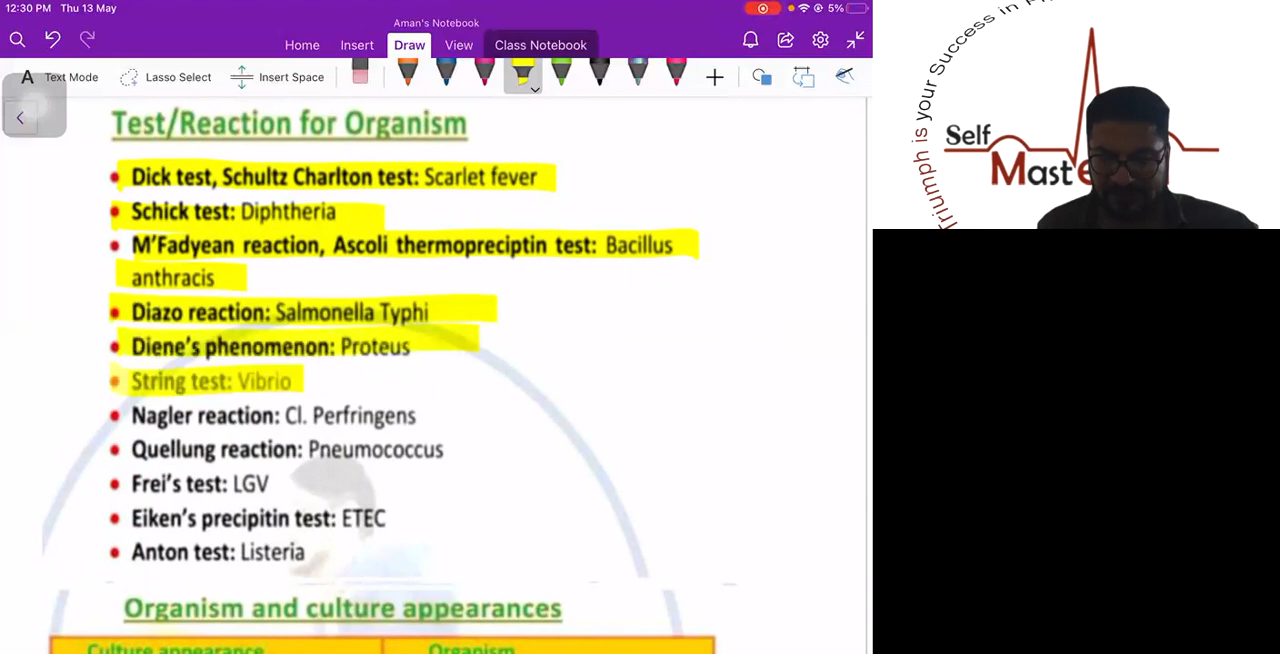 12:30 PM Thu 13 May
5%
Aman's Notebook
Home Insert Draw View Class Notebook
A Text Mode Lasso Select Insert Space
Test/Reaction for Organism
• Dick test, Schultz Charlton test: Scarlet fever
• Schick test: Diphtheria
• M'Fadyean reaction, Ascoli thermopreciptin test: Bacillus
anthracis
• Diazo reaction: Salmonella Typhi
• Diene's phenomenon: Proteus
• String test: Vibrio
• Nagler reaction: Cl. Perfringens
• Quellung reaction: Pneumococcus
• Frei's test: LGV
• Eiken's precipitin test: ETEC
• Anton test: Listeria
Organism and culture appearances
Culture appearance Organism
Triumph is your Success in
Self
Mast